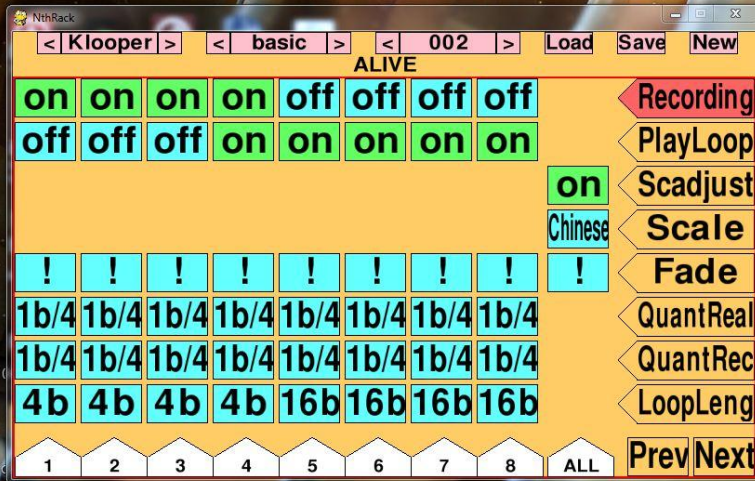 NthRack
< Klooper > < basic > < 002 > Load Save New
ALIVE
on on on on off off off off Recording
off off off on on on on on PlayLoop
on Scadjust
Chinese Scale
! ! ! ! ! ! ! ! ! Fade
1b/4 1b/4 1b/4 1b/4 1b/4 1b/4 1b/4 1b/4 QuantReal
1b/4 1b/4 1b/4 1b/4 1b/4 1b/4 1b/4 1b/4 QuantRec
4b 4b 4b 4b 16b 16b 16b 16b LoopLeng
1 2 3 4 5 6 7 8 ALL Prev Next